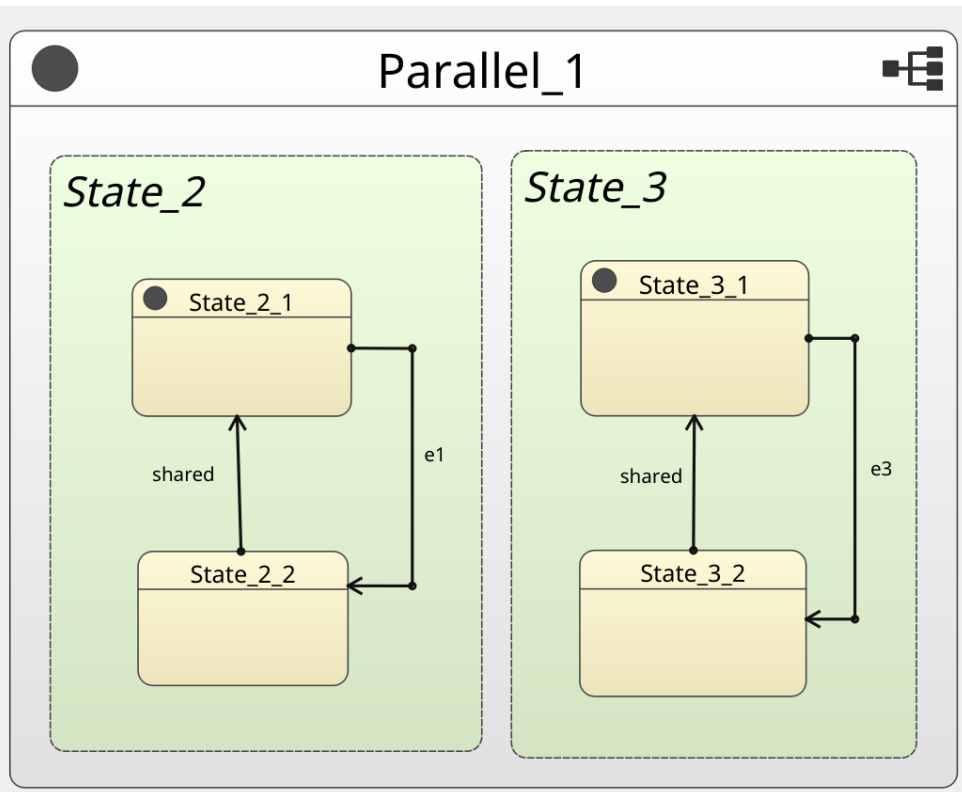 Parallel_1
State_2
State_2_1
e1
shared
State_2_2
State_3
State_3_1
e3
shared
State_3_2